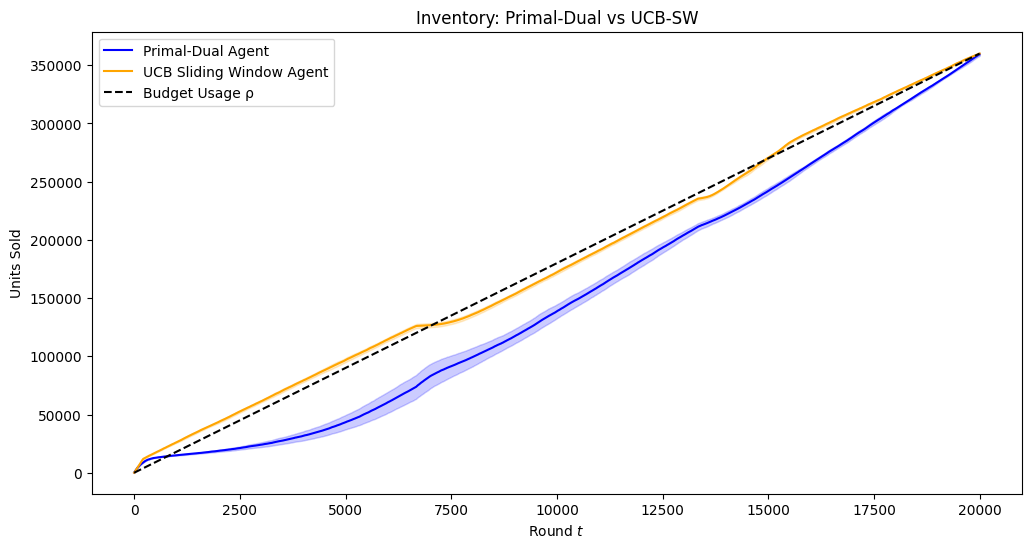 Inventory: Primal-Dual vs UCB-SW
Primal-Dual Agent
UCB Sliding Window Agent
Budget Usage ρ
350000
300000
250000
200000
150000
100000
50000
0
Units Sold
0 2500 5000 7500 10000 12500 15000 17500 20000
Round t